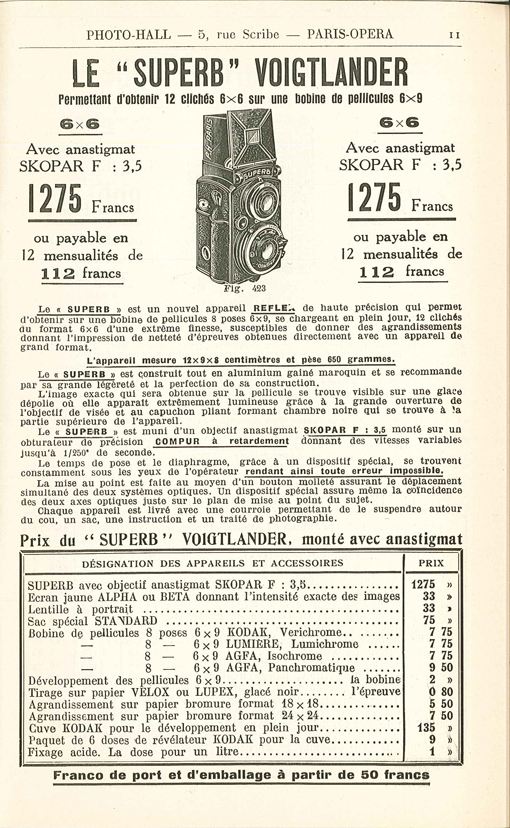 PHOTO-HALL — 5, rue Scribe — PARIS-OPERA 11
LE “SUPERB” VOIGTLANDER
Permettant d'obtenir 12 clichés 6×6 sur une bobine de pellicules 6×9
6×6
Avec anastigmat
SKOPAR F : 3,5
1275 Francs
ou payable en
12 mensualités de
112 francs
SUPERB
Fig. 423
6×6
Avec anastigmat
SKOPAR F : 3,5
1275 Francs
ou payable en
12 mensualités de
112 francs
Le « SUPERB » est un nouvel appareil REFLEX de haute précision qui permet
d'obtenir sur une bobine de pellicules 8 poses 6×9, se chargeant en plein jour, 12 clichés
du format 6×6 d'une extrême finesse, susceptibles de donner des agrandissements
donnant l'impression de netteté d'épreuves obtenues directement avec un appareil de
grand format.
L'appareil mesure 12×9×8 centimètres et pèse 650 grammes.
Le « SUPERB » est construit tout en aluminium gainé maroquin et se recommande
par sa grande légèreté et la perfection de sa construction.
L'image exacte qui sera obtenue sur la pellicule se trouve visible sur une glace
dépolie où elle apparaît extrêmement lumineuse grâce à la grande ouverture de
l'objectif de visée et au capuchon pliant formant chambre noire qui se trouve à la
partie supérieure de l'appareil.
Le « SUPERB » est muni d'un objectif anastigmat SKOPAR F : 3,5 monté sur un
obturateur de précision COMPUR à retardement donnant des vitesses variables
jusqu'à 1/250e de seconde.
Le temps de pose et le diaphragme, grâce à un dispositif spécial, se trouvent
constamment sous les yeux de l'opérateur rendant ainsi toute erreur impossible.
La mise au point est faite au moyen d'un bouton molleté assurant le déplacement
simultané des deux systèmes optiques. Un dispositif spécial assure même la coïncidence
des deux axes optiques juste sur le plan de mise au point du sujet.
Chaque appareil est livré avec une courroie permettant de le suspendre autour
du cou, un sac, une instruction et un traité de photographie.
Prix du “SUPERB” VOIGTLANDER, monté avec anastigmat
DÉSIGNATION DES APPAREILS ET ACCESSOIRES PRIX
SUPERB avec objectif anastigmat SKOPAR F : 3,5............... 1275 »
Ecran jaune ALPHA ou BETA donnant l'intensité exacte des images 33 »
Lentille à portrait ............... 33 »
Sac spécial STANDARD ............... 75 »
Bobine de pellicules 8 poses 6×9 KODAK, Verichrome.. ...... 7 75
— 8 — 6×9 LUMIÈRE, Lumichrome ...... 7 75
— 8 — 6×9 AGFA, Isochrome ............ 7 75
— 8 — 6×9 AGFA, Panchromatique ...... 9 50
Développement des pellicules 6×9............... la bobine 2 »
Tirage sur papier VELOX ou LUPEX, glacé noir........ l'épreuve 0 80
Agrandissement sur papier bromure format 18×18............ 5 50
Agrandissement sur papier bromure format 24×24............ 7 50
Cuve KODAK pour le développement en plein jour............ 135 »
Paquet de 6 doses de révélateur KODAK pour la cuve......... 9 »
Fixage acide. La dose pour un litre............... 1 »
Franco de port et d'emballage à partir de 50 francs